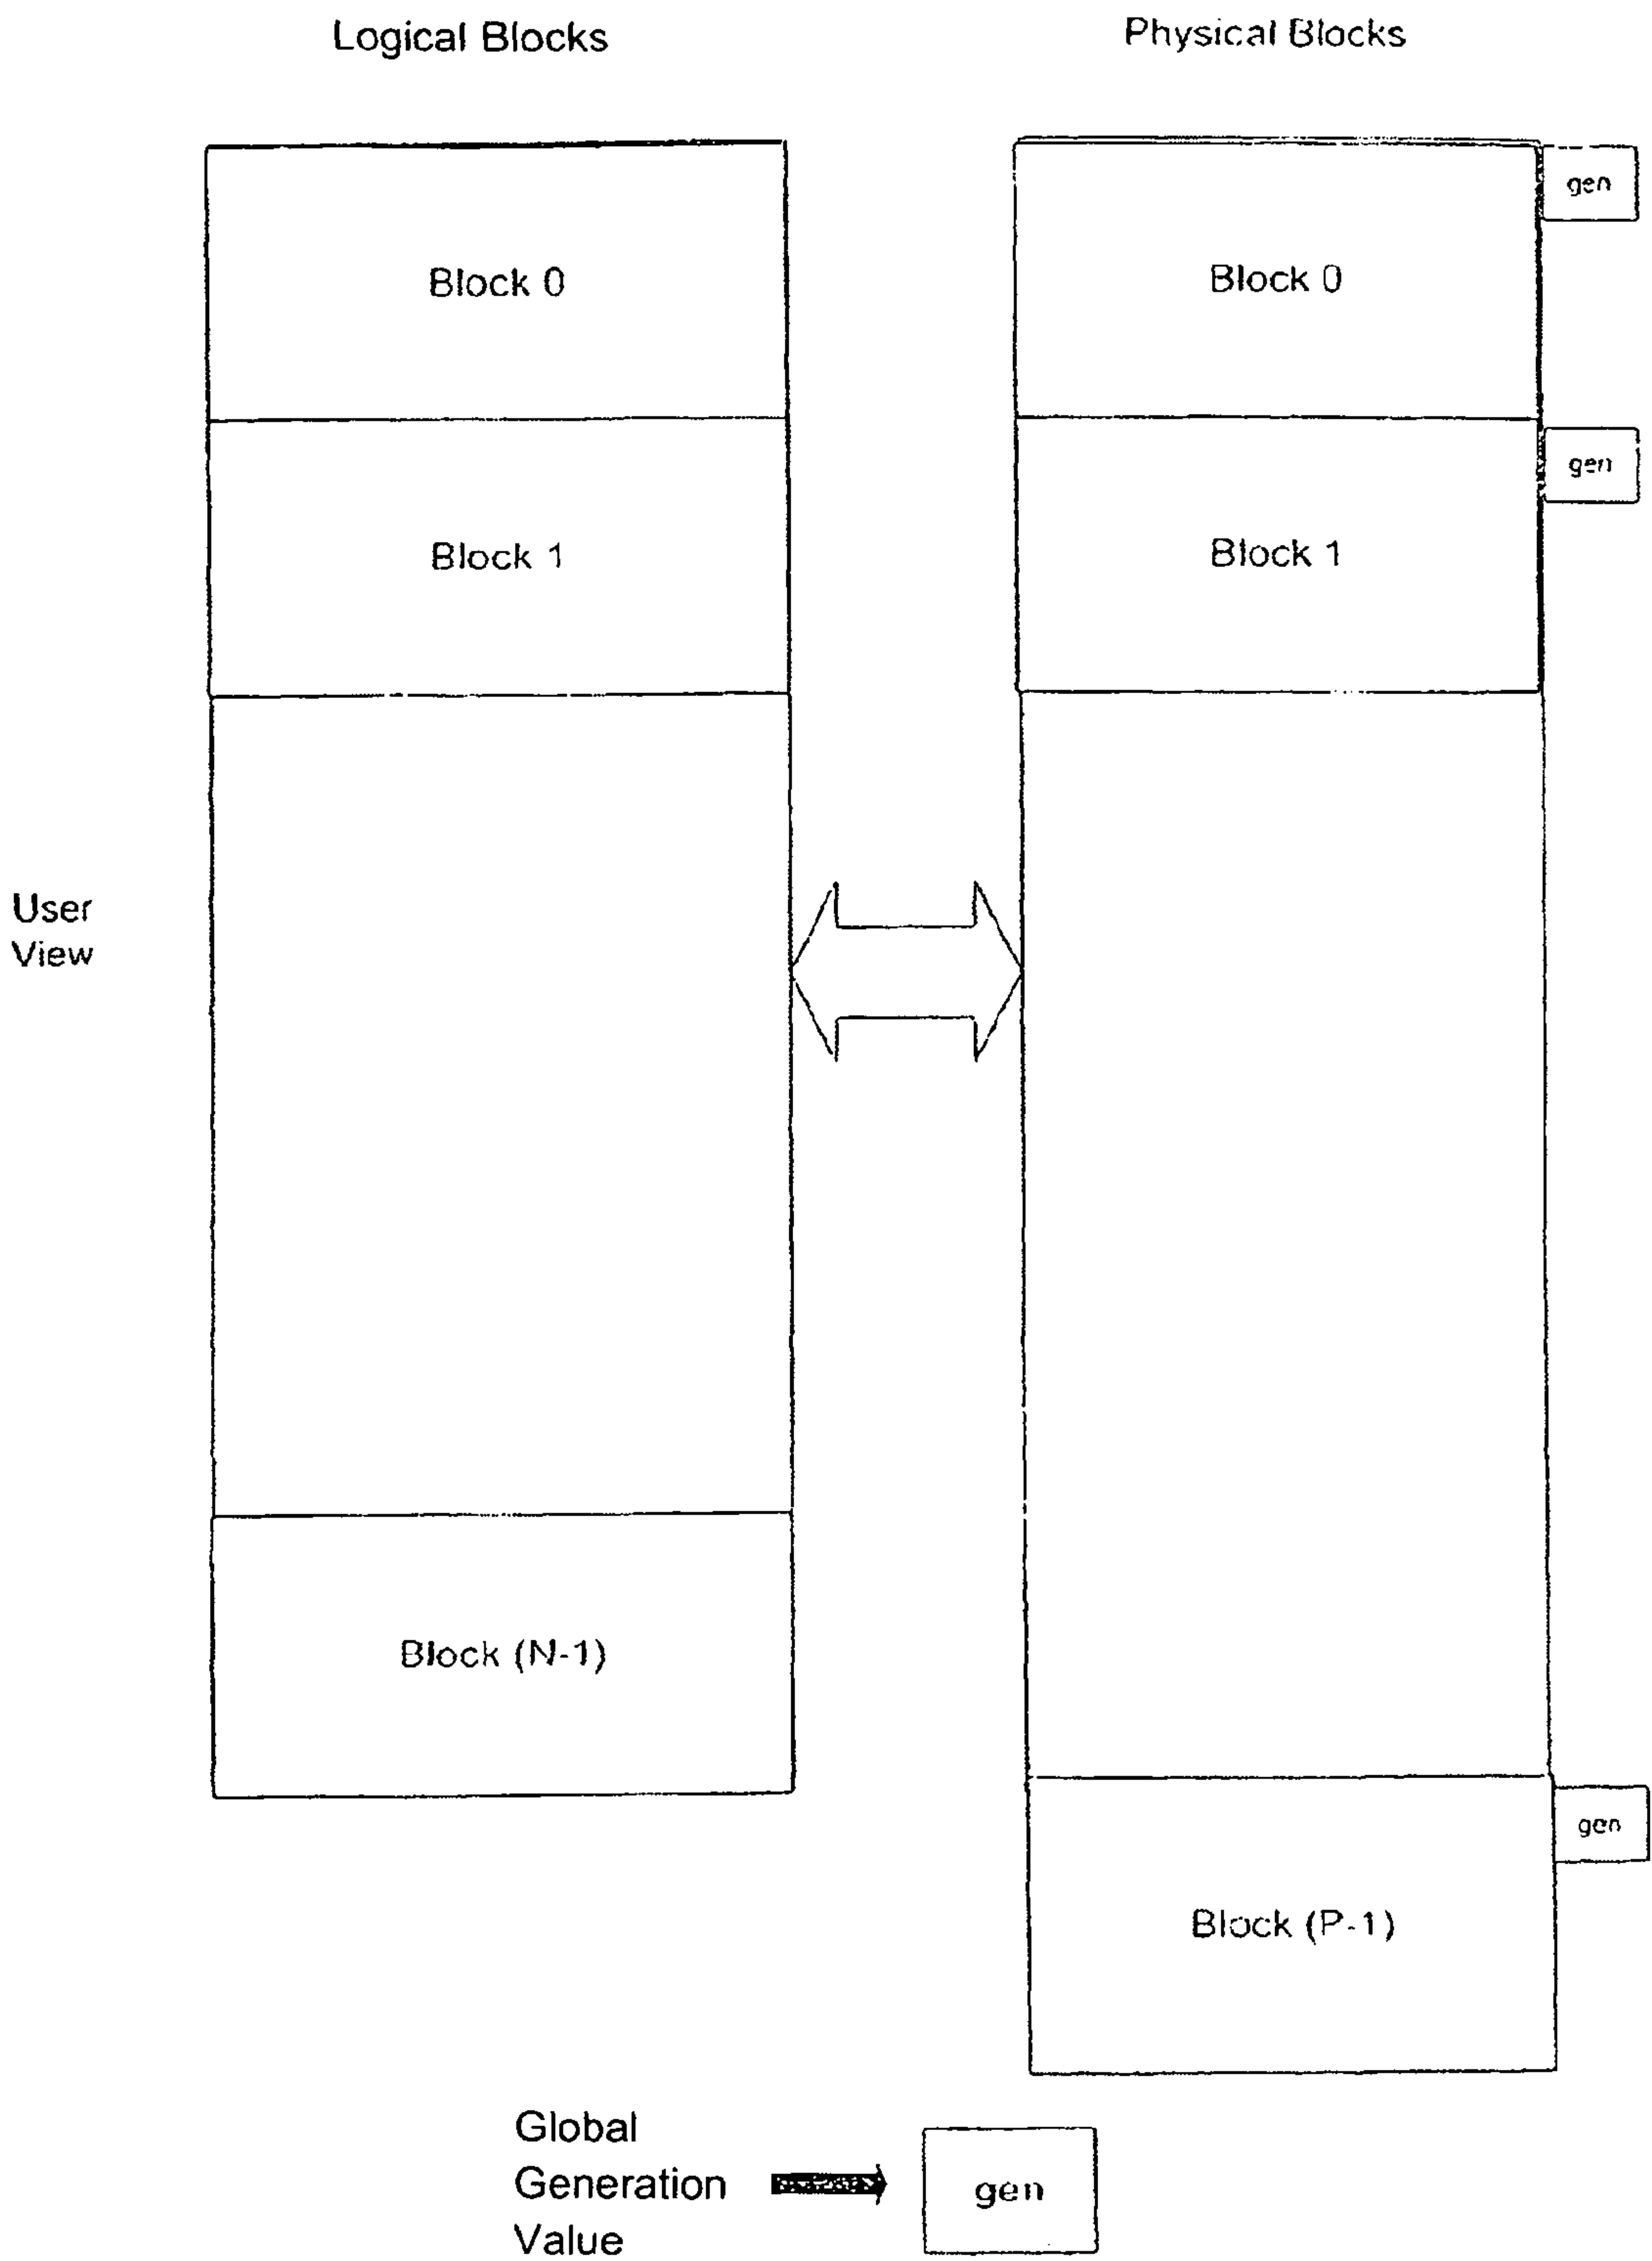 Logical Blocks
Physical Blocks
gen
Block 0
Block 0
gen
Block 1
Block 1
User
View
Block (N-1)
gen
Block (P-1)
Global
Generation
Value
gen